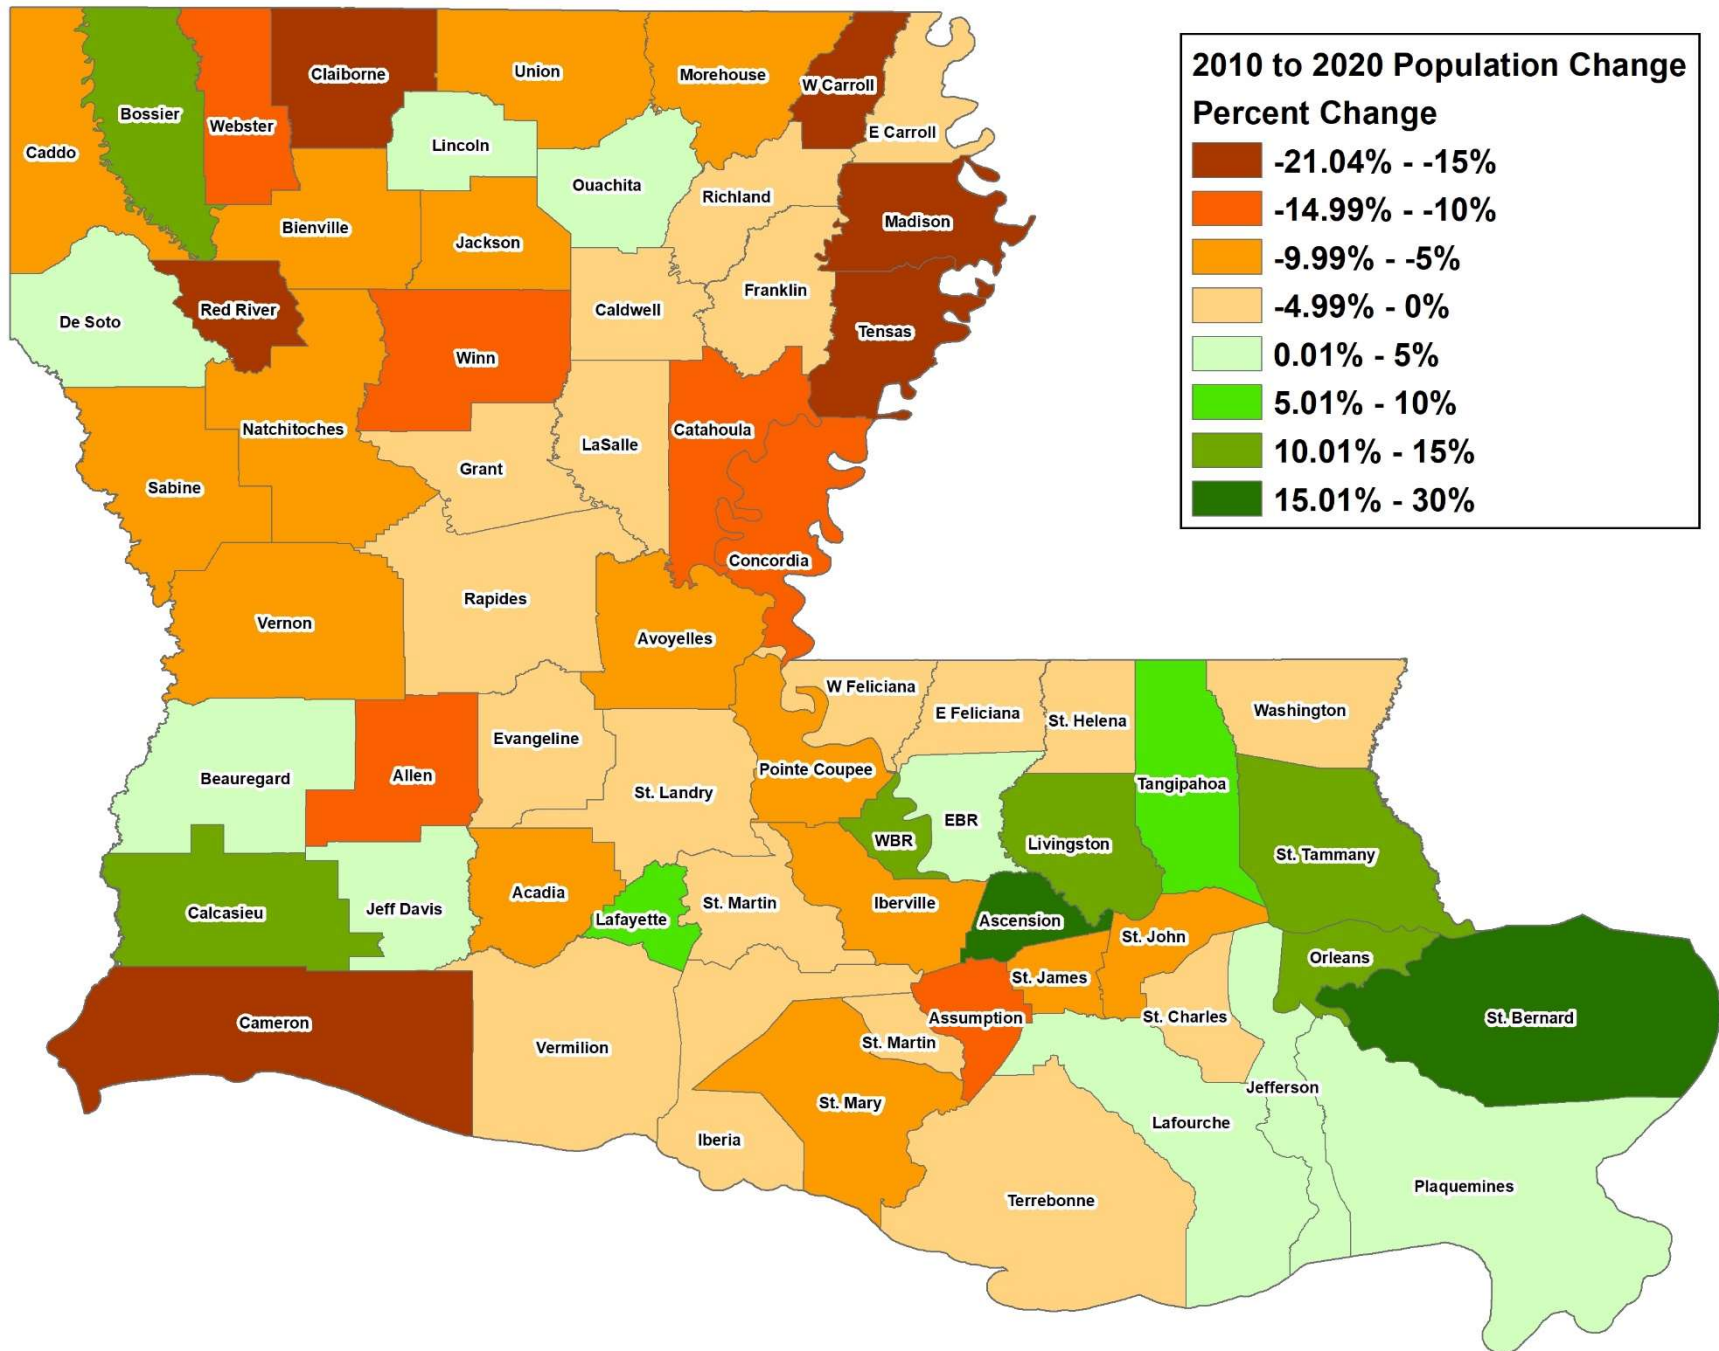 2010 to 2020 Population Change
Percent Change
-21.04% - -15%
-14.99% - -10%
-9.99% - -5%
-4.99% - 0%
0.01% - 5%
5.01% - 10%
10.01% - 15%
15.01% - 30%
Caddo
Bossier
Webster
Claiborne
Union
Morehouse
W Carroll
E Carroll
Lincoln
Ouachita
Richland
Madison
Bienville
Jackson
De Soto
Red River
Caldwell
Franklin
Tensas
Winn
Natchitoches
Sabine
Grant
LaSalle
Catahoula
Concordia
Vernon
Rapides
Avoyelles
W Feliciana
E Feliciana
St. Helena
Washington
Beauregard
Allen
Evangeline
St. Landry
Pointe Coupee
Tangipahoa
WBR
EBR
Livingston
St. Tammany
Calcasieu
Jeff Davis
Acadia
Lafayette
St. Martin
Iberville
Ascension
St. John
Orleans
St. James
Cameron
Vermilion
St. Martin
Assumption
St. Charles
St. Bernard
Iberia
St. Mary
Jefferson
Lafourche
Terrebonne
Plaquemines